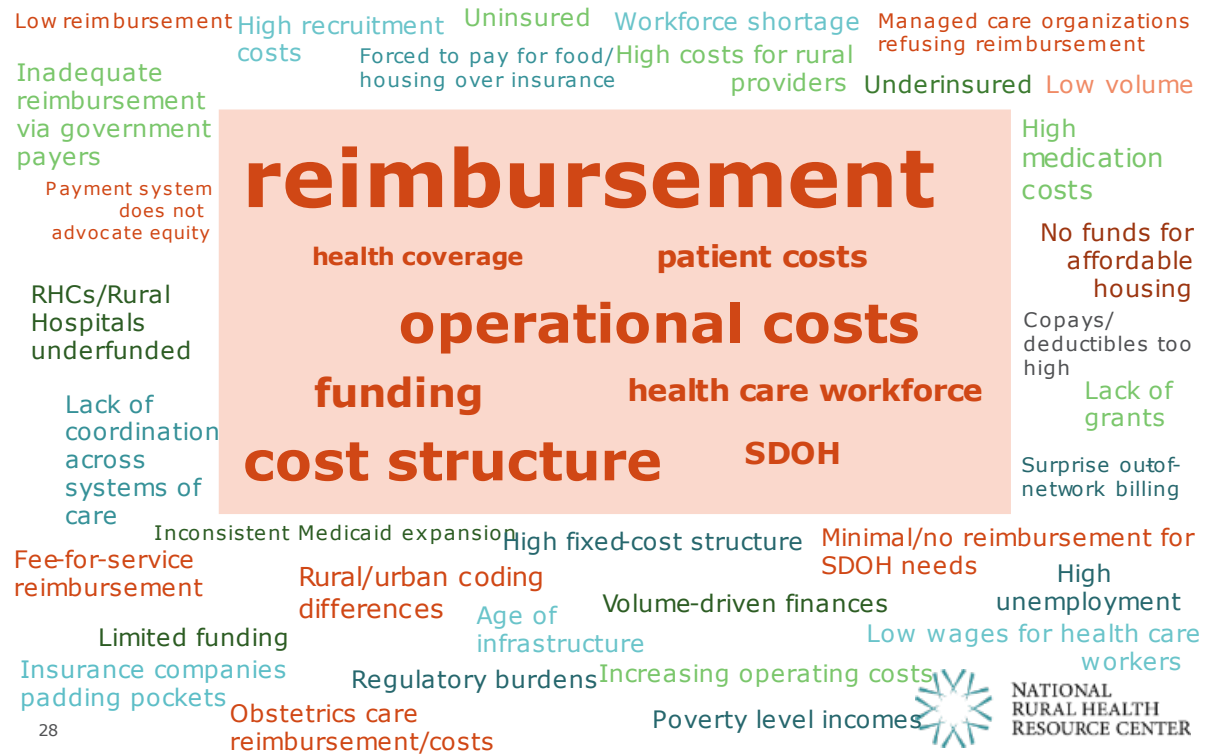 Low reimbursement
High recruitment
costs
Uninsured
Workforce shortage
Managed care organizations
refusing reimbursement
Forced to pay for food/
housing over insurance
High costs for rural
providers
Underinsured
Low volume
Inadequate
reimbursement
via government
payers
Payment system
does not
advocate equity
RHCs/Rural
Hospitals
underfunded
Lack of
coordination
across
systems of
care
reimbursement
health coverage
patient costs
operational costs
funding
health care workforce
cost structure
SDOH
High
medication
costs
No funds for
affordable
housing
Copays/
deductibles too
high
Lack of
grants
Surprise out-of-
network billing
Inconsistent Medicaid expansion
High fixed-cost structure
Minimal/no reimbursement for
SDOH needs
Fee-for-service
reimbursement
Rural/urban coding
differences
Age of
infrastructure
Volume-driven finances
High
unemployment
Limited funding
Low wages for health care
workers
Insurance companies
padding pockets
Regulatory burdens
Increasing operating costs
Obstetrics care
reimbursement/costs
Poverty level incomes
NATIONAL
RURAL HEALTH
RESOURCE CENTER
28